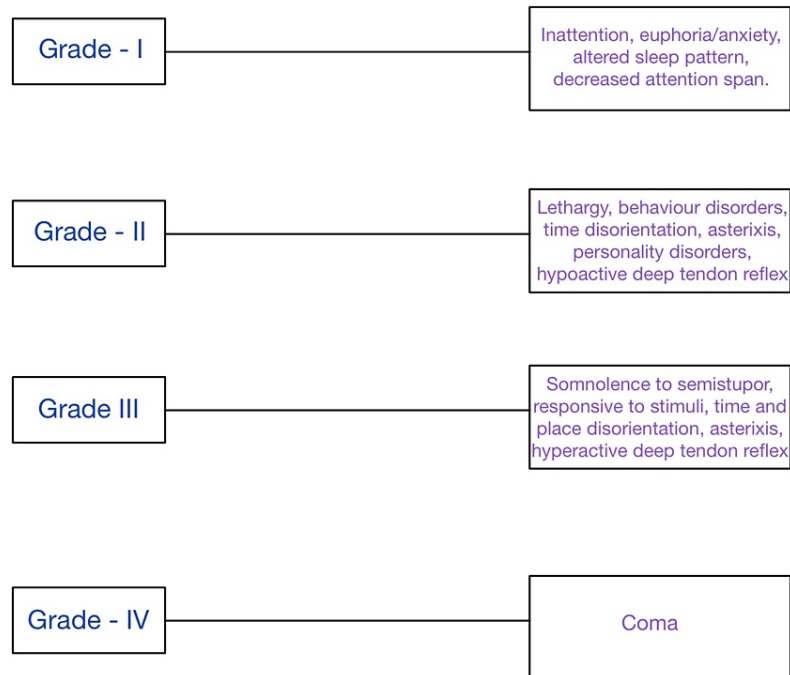 Grade - I
Inattention, euphoria/anxiety,
altered sleep pattern,
decreased attention span.
Grade - II
Lethargy, behaviour disorders,
time disorientation, asterixis,
personality disorders,
hypoactive deep tendon reflex
Grade III
Somnolence to semistupor,
responsive to stimuli, time and
place disorientation, asterixis,
hyperactive deep tendon reflex
Grade - IV
Coma